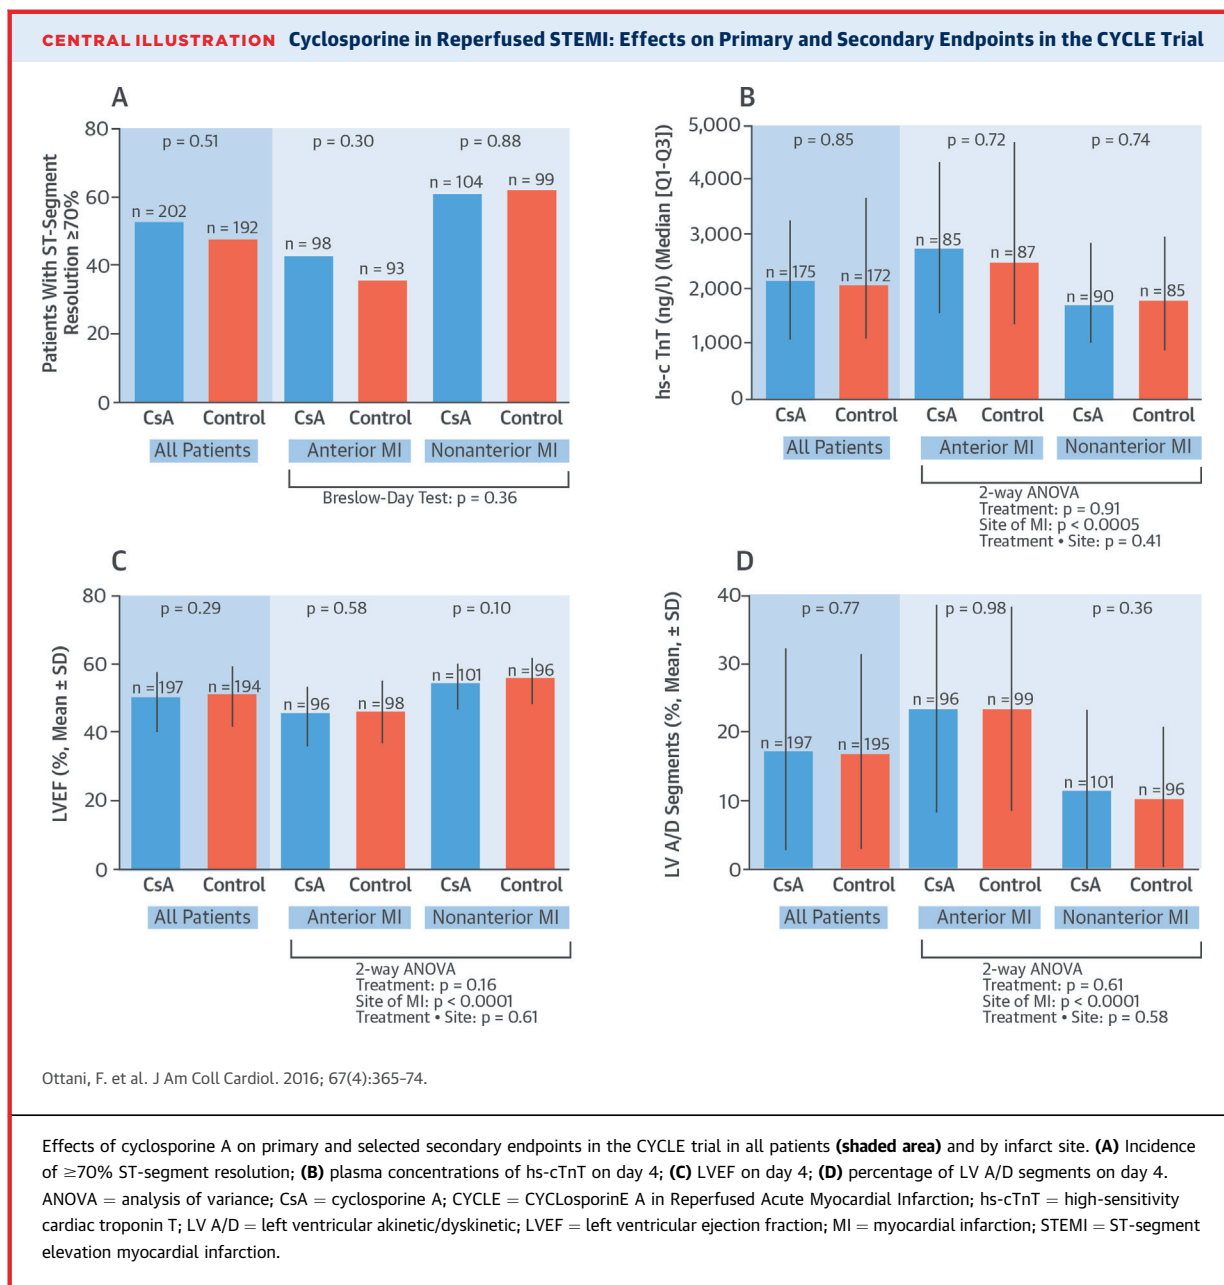 CENTRAL ILLUSTRATION Cyclosporine in Reperfused STEMI: Effects on Primary and Secondary Endpoints in the CYCLE Trial
A
Patients With ST-Segment
Resolution ≥70%
80
60
40
20
0
p = 0.51
p = 0.30
p = 0.88
n = 202
n = 192
n = 98
n = 93
n = 104
n = 99
CsA
Control
CsA
Control
CsA
Control
All Patients
Anterior MI
Nonanterior MI
Breslow-Day Test: p = 0.36
B
hs-c TnT (ng/l) (Median [Q1-Q3])
5,000
4,000
3,000
2,000
1,000
0
p = 0.85
p = 0.72
p = 0.74
n = 175
n = 172
n = 85
n = 87
n = 90
n = 85
CsA
Control
CsA
Control
CsA
Control
All Patients
Anterior MI
Nonanterior MI
2-way ANOVA
Treatment: p = 0.91
Site of MI: p < 0.0005
Treatment • Site: p = 0.41
C
LVEF (%, Mean ± SD)
80
60
40
20
0
p = 0.29
p = 0.58
p = 0.10
n = 197
n = 194
n = 96
n = 98
n = 101
n = 96
CsA
Control
CsA
Control
CsA
Control
All Patients
Anterior MI
Nonanterior MI
2-way ANOVA
Treatment: p = 0.16
Site of MI: p < 0.0001
Treatment • Site: p = 0.61
D
LV A/D Segments (%, Mean, ± SD)
40
30
20
10
0
p = 0.77
p = 0.98
p = 0.36
n = 197
n = 195
n = 96
n = 99
n = 101
n = 96
CsA
Control
CsA
Control
CsA
Control
All Patients
Anterior MI
Nonanterior MI
2-way ANOVA
Treatment: p = 0.61
Site of MI: p < 0.0001
Treatment • Site: p = 0.58
Ottani, F. et al. J Am Coll Cardiol. 2016; 67(4):365–74.
Effects of cyclosporine A on primary and selected secondary endpoints in the CYCLE trial in all patients (shaded area) and by infarct site. (A) Incidence
of ≥70% ST-segment resolution; (B) plasma concentrations of hs-cTnT on day 4; (C) LVEF on day 4; (D) percentage of LV A/D segments on day 4.
ANOVA = analysis of variance; CsA = cyclosporine A; CYCLE = CYCLosporinE A in Reperfused Acute Myocardial Infarction; hs-cTnT = high-sensitivity
cardiac troponin T; LV A/D = left ventricular akinetic/dyskinetic; LVEF = left ventricular ejection fraction; MI = myocardial infarction; STEMI = ST-segment
elevation myocardial infarction.